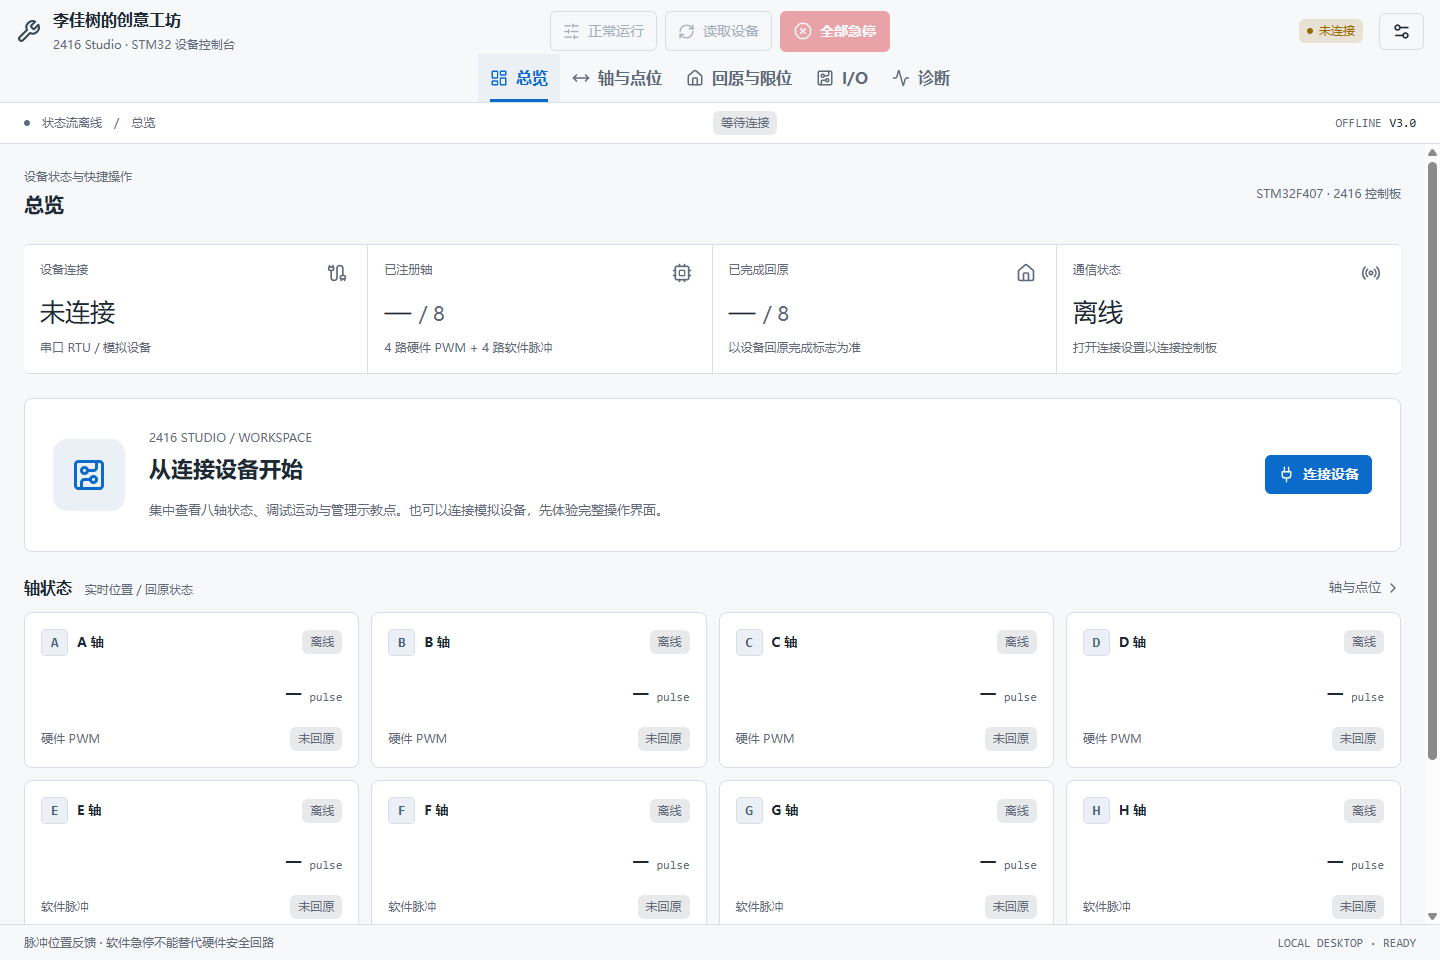 李佳树的创意工坊
2416 Studio · STM32 设备控制台
正常运行 读取设备 全部急停
未连接
总览 轴与点位 回原与限位 I/O 诊断
状态流离线 / 总览
等待连接
OFFLINE V3.0
设备状态与快捷操作
总览
STM32F407 · 2416 控制板
设备连接
未连接
串口 RTU / 模拟设备
已注册轴
— / 8
4 路硬件 PWM + 4 路软件脉冲
已完成回原
— / 8
以设备回原完成标志为准
通信状态
离线
打开连接设置以连接控制板
2416 STUDIO / WORKSPACE
从连接设备开始
集中查看八轴状态、调试运动与管理示教点。也可以连接模拟设备，先体验完整操作界面。
连接设备
轴状态 实时位置 / 回原状态
轴与点位
A A 轴 离线
— pulse
硬件 PWM 未回原
B B 轴 离线
— pulse
硬件 PWM 未回原
C C 轴 离线
— pulse
硬件 PWM 未回原
D D 轴 离线
— pulse
硬件 PWM 未回原
E E 轴 离线
— pulse
软件脉冲 未回原
F F 轴 离线
— pulse
软件脉冲 未回原
G G 轴 离线
— pulse
软件脉冲 未回原
H H 轴 离线
— pulse
软件脉冲 未回原
脉冲位置反馈 · 软件急停不能替代硬件安全回路
LOCAL DESKTOP · READY